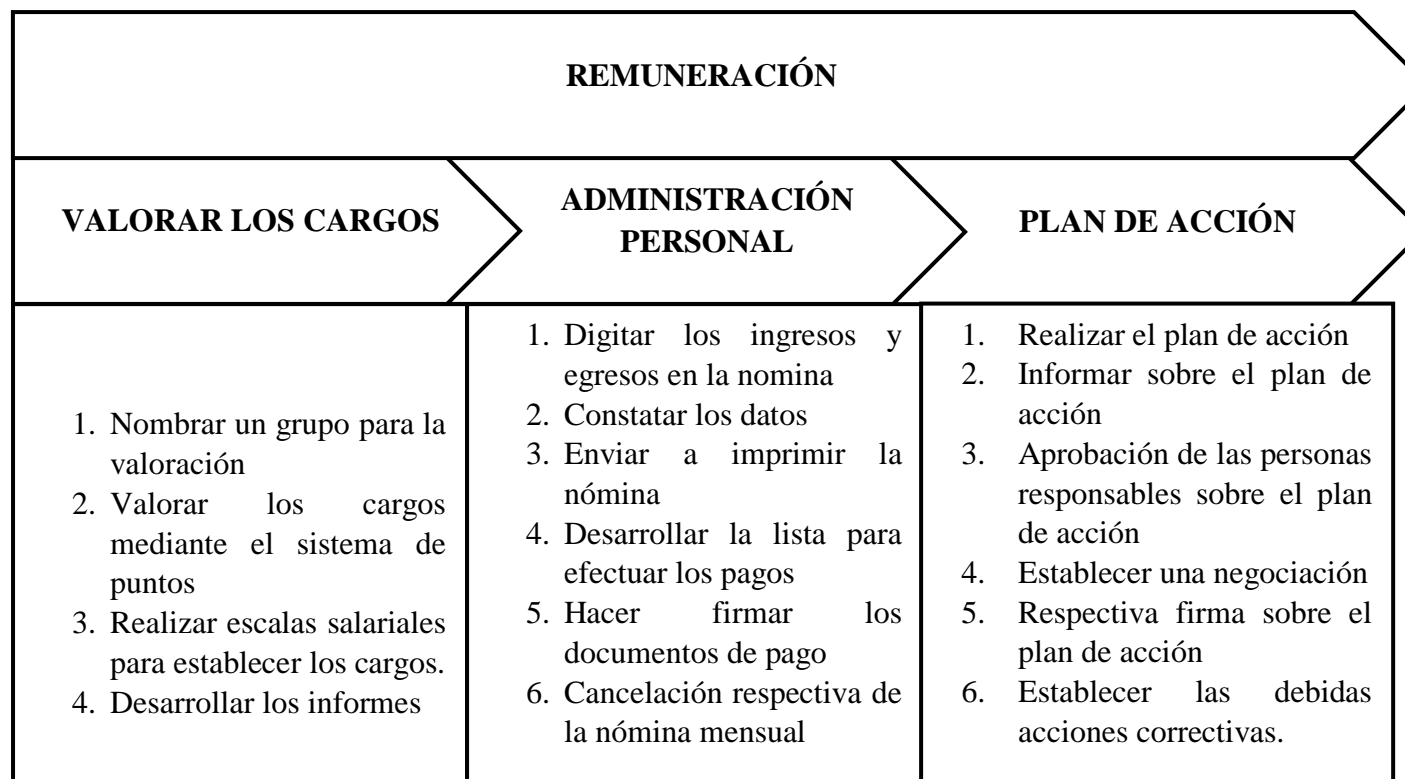 REMUNERACIÓN
VALORAR LOS CARGOS
ADMINISTRACIÓN
PERSONAL
PLAN DE ACCIÓN
1. Nombrar un grupo para la
valoración
2. Valorar los cargos
mediante el sistema de
puntos
3. Realizar escalas salariales
para establecer los cargos.
4. Desarrollar los informes
1. Digitar los ingresos y
egresos en la nomina
2. Constatar los datos
3. Enviar a imprimir la
nómina
4. Desarrollar la lista para
efectuar los pagos
5. Hacer firmar los
documentos de pago
6. Cancelación respectiva de
la nómina mensual
1. Realizar el plan de acción
2. Informar sobre el plan de
acción
3. Aprobación de las personas
responsables sobre el plan
de acción
4. Establecer una negociación
5. Respectiva firma sobre el
plan de acción
6. Establecer las debidas
acciones correctivas.